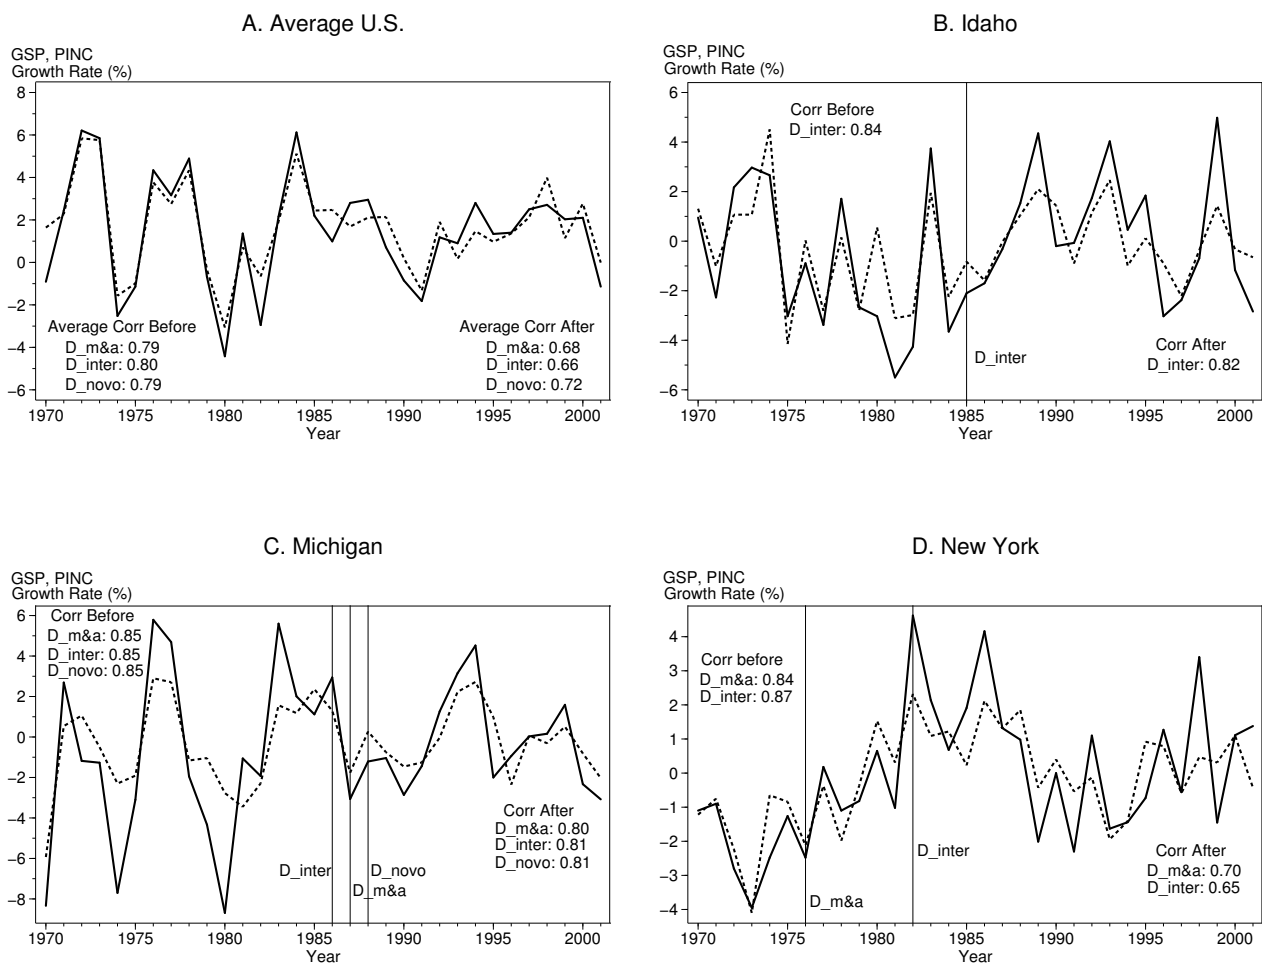 A. Average U.S.
GSP, PINC
Growth Rate (%)
8
6
4
2
0
−2
−4
−6
Average Corr Before
D_m&a: 0.79
D_inter: 0.80
D_novo: 0.79
Average Corr After
D_m&a: 0.68
D_inter: 0.66
D_novo: 0.72
1970 1975 1980 1985 1990 1995 2000
Year
B. Idaho
GSP, PINC
Growth Rate (%)
6
4
2
0
−2
−4
−6
Corr Before
D_inter: 0.84
D_inter
Corr After
D_inter: 0.82
1970 1975 1980 1985 1990 1995 2000
Year
C. Michigan
GSP, PINC
Growth Rate (%)
6
4
2
0
−2
−4
−6
−8
Corr Before
D_m&a: 0.85
D_inter: 0.85
D_novo: 0.85
D_inter
D_novo
D_m&a
Corr After
D_m&a: 0.80
D_inter: 0.81
D_novo: 0.81
1970 1975 1980 1985 1990 1995 2000
Year
D. New York
GSP, PINC
Growth Rate (%)
4
3
2
1
0
−1
−2
−3
−4
Corr before
D_m&a: 0.84
D_inter: 0.87
D_m&a
D_inter
Corr After
D_m&a: 0.70
D_inter: 0.65
1970 1975 1980 1985 1990 1995 2000
Year